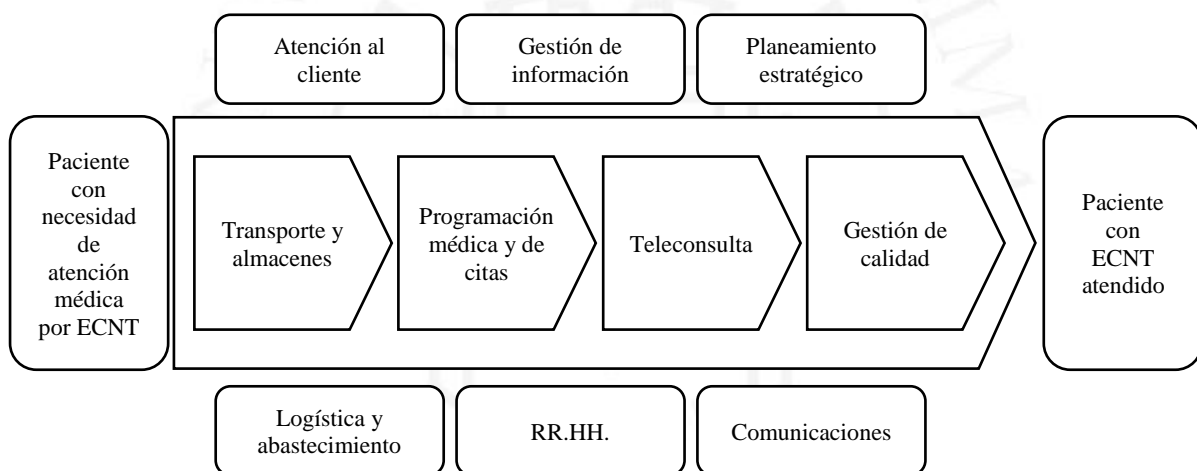 Atención al
cliente
Gestión de
información
Planeamiento
estratégico
Paciente
con
necesidad
de
atención
médica
por ECNT
Transporte y
almacenes
Programación
médica y de
citas
Teleconsulta
Gestión de
calidad
Paciente
con
ECNT
atendido
Logística y
abastecimiento
RR.HH.
Comunicaciones